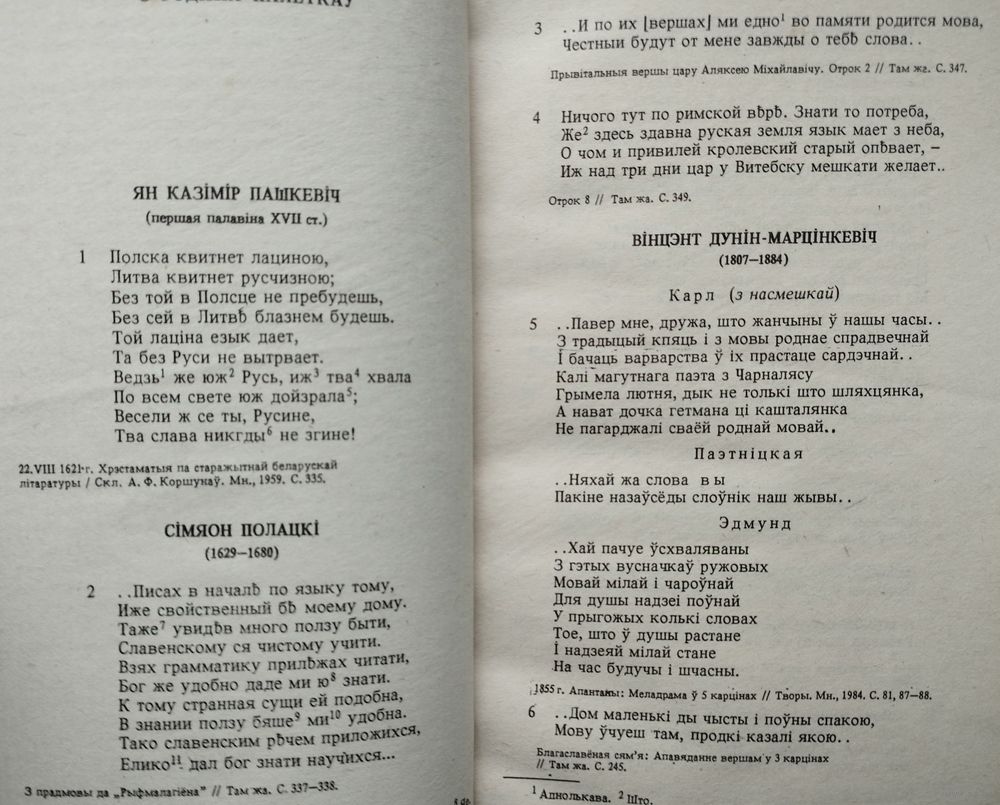 ЯН КАЗІМІР ПАШКЕВІЧ
(першая палавіна XVII ст.)
1 Полска квитнет лациною,
Литва квитнет русчизною;
Без той в Полсце не пребудешь,
Без сей в Литвѣ блазнем будешь.
Той лаціна езык дает,
Та без Руси не вытрвает.
Ведзь¹ же юж² Русь, иж³ тва⁴ хвала
По всем свете юж дойзрала⁵;
Весели ж се ты, Русине,
Тва слава никгды⁶ не згине!
22.VIII 1621 г. Хрэстаматыя па старажытнай беларускай
літаратуры / Скл. А. Ф. Коршунаў. Мн., 1959. С. 335.
СІМЯОН ПОЛАЦКІ
(1629—1680)
2 ..Писах в началѣ по языку тому,
Иже свойственный бѣ моему дому.
Таже⁷ увидѣв много ползу быти,
Славенскому ся чистому учити.
Взях грамматику прилѣжах читати,
Бог же удобно даде ми ю⁸ знати.
К тому странная сущи ей подобна,
В знании ползу бяше⁹ ми¹⁰ удобна.
Тако славенским рѣчем приложихся,
Елико¹¹ дал бог знати научихся...
З прадмовы да „Рыфмалагіёна" // Там жа. С. 337—338.
3 ..И по их [вершах] ми едно¹ во памяти родится мова,
Честныи будут от мене завжды о тебѣ слова..
Прывітальныя вершы цару Аляксею Міхайлавічу. Отрок 2 // Там жа. С. 347.
4 Ничого тут по римской вѣрѣ. Знати то потреба,
Же² здесь здавна руская земля язык мает з неба,
О чом и привилей кролевский старый опѣвает, –
Иж над три дни цар у Витебску мешкати желает..
Отрок 8 // Там жа. С. 349.
ВІНЦЭНТ ДУНІН-МАРЦІНКЕВІЧ
(1807—1884)
Карл (з насмешкай)
5 ..Павер мне, дружа, што жанчыны ў нашы часы..
З традыцый кпяць і з мовы роднае спрадвечнай
І бачаць варварства ў іх прастаце сардэчнай..
Калі магутнага паэта з Чарналясу
Грымела лютня, дык не толькі што шляхцянка,
А нават дочка гетмана ці кашталянка
Не пагарджалі сваёй роднай мовай..
Паэтніцкая
..Няхай жа слова вы
Пакіне назаўсёды слоўнік наш жывы..
Эдмунд
..Хай пачуе ўсхваляваны
З гэтых вусначкаў ружовых
Мовай мілай і чароўнай
Для душы надзеі поўнай
У прыгожых колькі словах
Тое, што ў душы растане
І надзеяй мілай стане
На час будучы і шчасны.
1855 г. Апантаны: Меладрама ў 5 карцінах // Творы. Мн., 1984. С. 81, 87—88.
6 ..Дом маленькі ды чысты і поўны спакою,
Мову ўчуеш там, продкі казалі якою..
Благаславёная сям'я: Апавяданне вершам у 3 карцінах
// Там жа. С. 245.
¹ Аднолькава. ² Што.